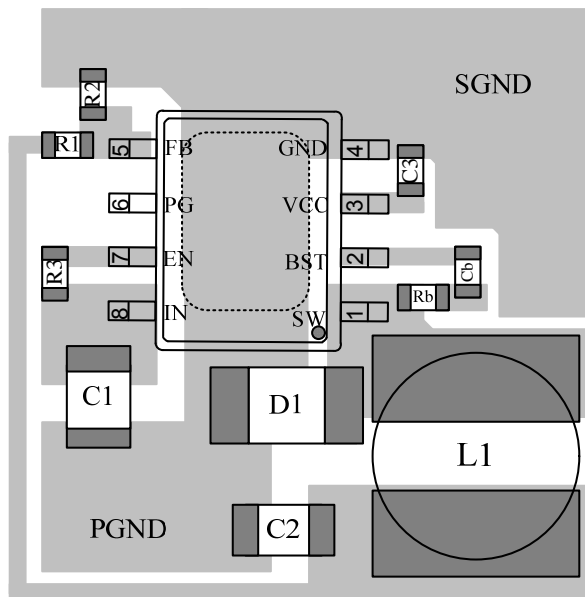 SGND
R2
R1
5
FB
GND
4
C3
6
PG
VCC
3
R3
7
EN
BST
2
Cb
Rb
8
IN
SW
1
C1
D1
L1
PGND
C2